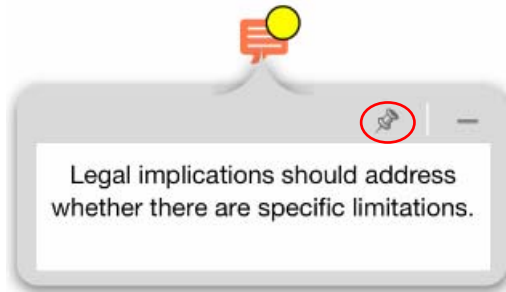 Legal implications should address
whether there are specific limitations.